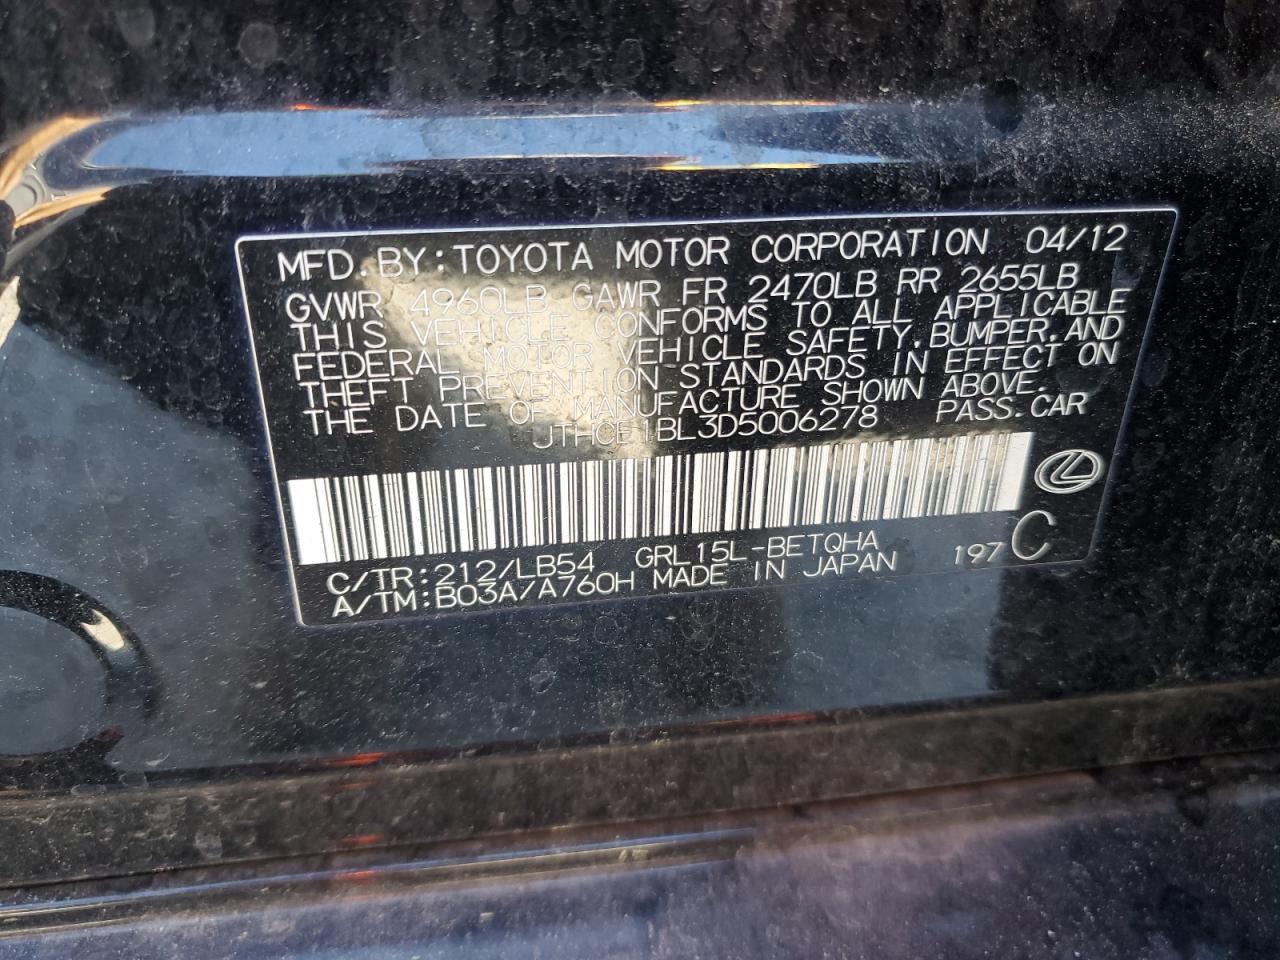 MFD. BY: TOYOTA MOTOR CORPORATION 04/12
GVWR 4960LB GAWR FR 2470LB RR 2655LB
THIS VEHICLE CONFORMS TO ALL APPLICABLE
FEDERAL MOTOR VEHICLE SAFETY, BUMPER, AND
THEFT PREVENTION STANDARDS IN EFFECT ON
THE DATE OF MANUFACTURE SHOWN ABOVE.
JTHCE1BL3D5006278 PASS. CAR
C/TR: 212/LB54 GRL15L-BETQHA 197 C
A/TM: B03A/A760H MADE IN JAPAN